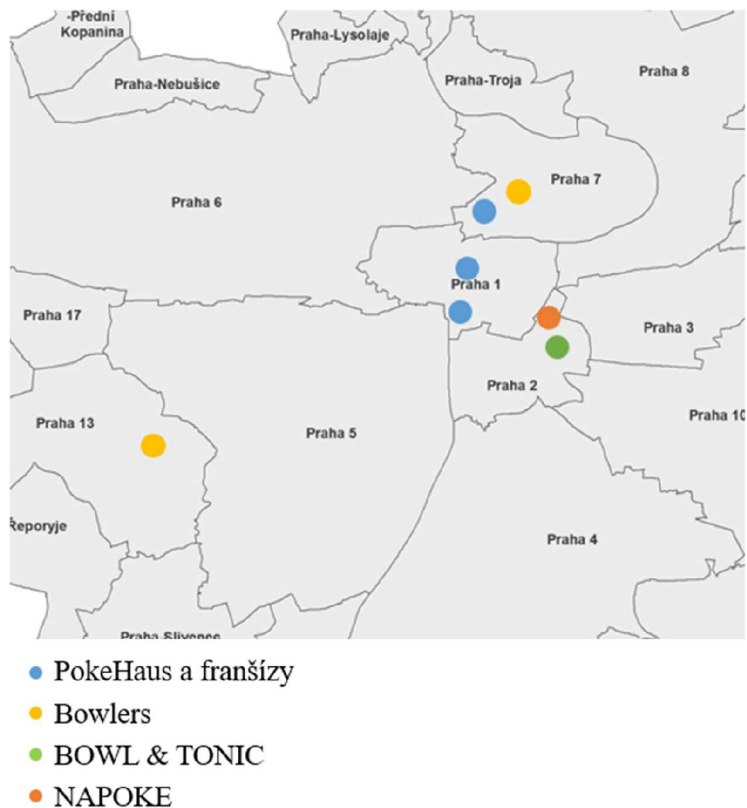 -Přední
Kopanina
Praha-Lysolaje
Praha-Nebušice
Praha-Troja
Praha 8
Praha 7
Praha 6
Praha 1
Praha 17
Praha 3
Praha 2
Praha 10
Praha 13
Praha 5
Řeporyje
Praha 4
Praha-Slivenec
PokeHaus a franšízy
Bowlers
BOWL & TONIC
NAPOKE